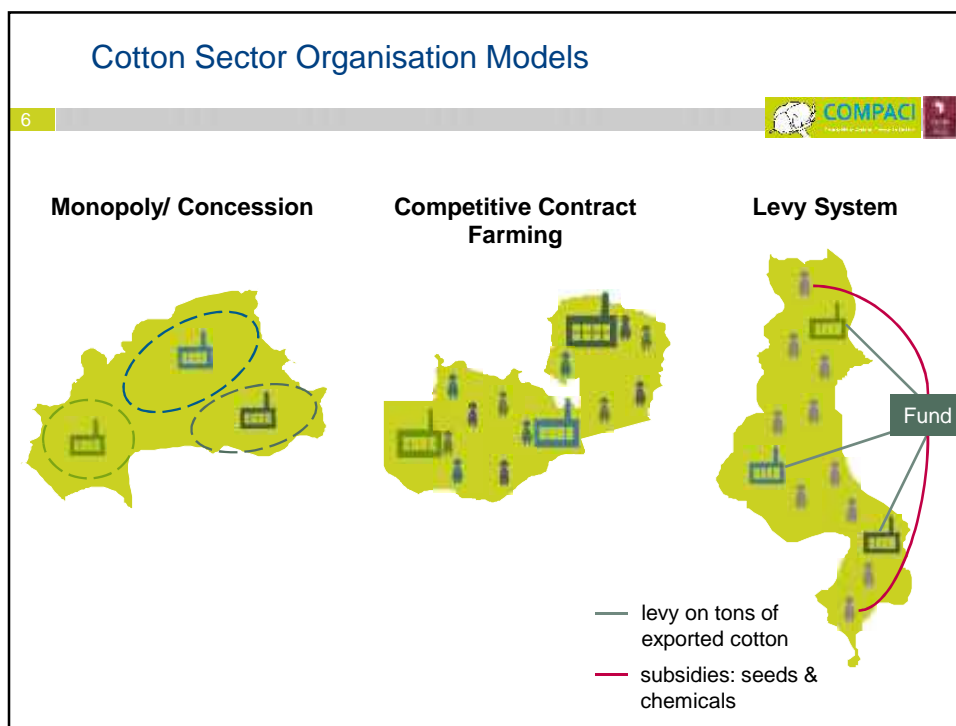 Cotton Sector Organisation Models
6
COMPACI
Monopoly/ Concession
Competitive Contract
Farming
Levy System
Fund
levy on tons of
exported cotton
subsidies: seeds &
chemicals